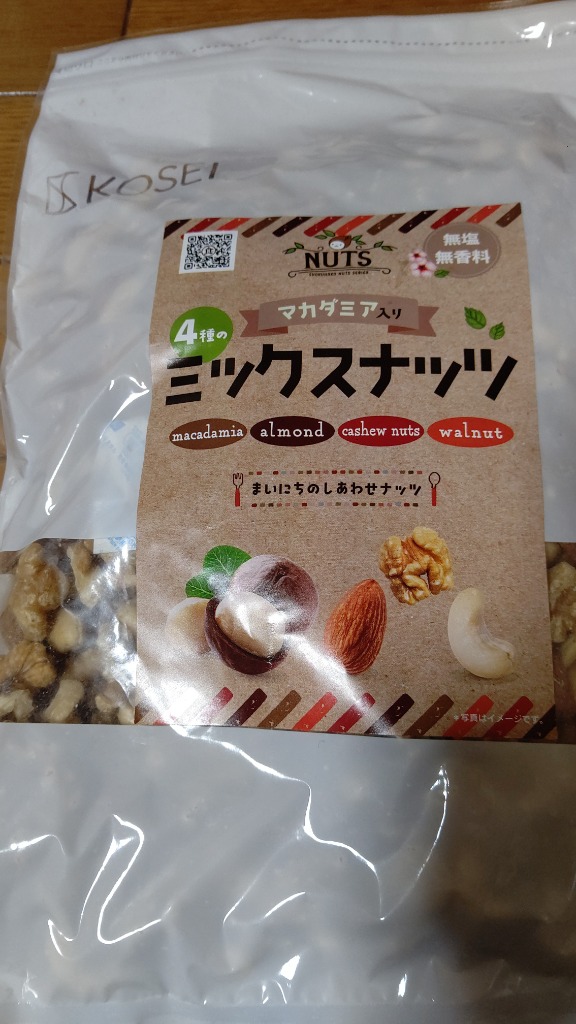 KOSEI
NUTS
無塩
無香料
マカダミア入り
4種の
ミックスナッツ
macadamia almond cashew nuts walnut
まいにちのしあわせナッツ
*写真はイメージです。